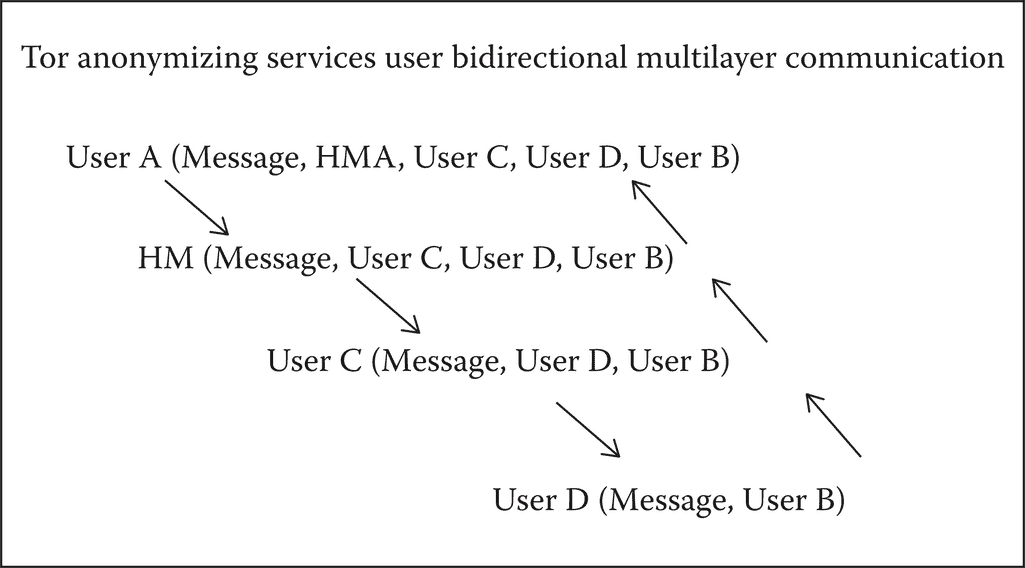 Tor anonymizing services user bidirectional multilayer communication
User A (Message, HMA, User C, User D, User B)
HM (Message, User C, User D, User B)
User C (Message, User D, User B)
User D (Message, User B)